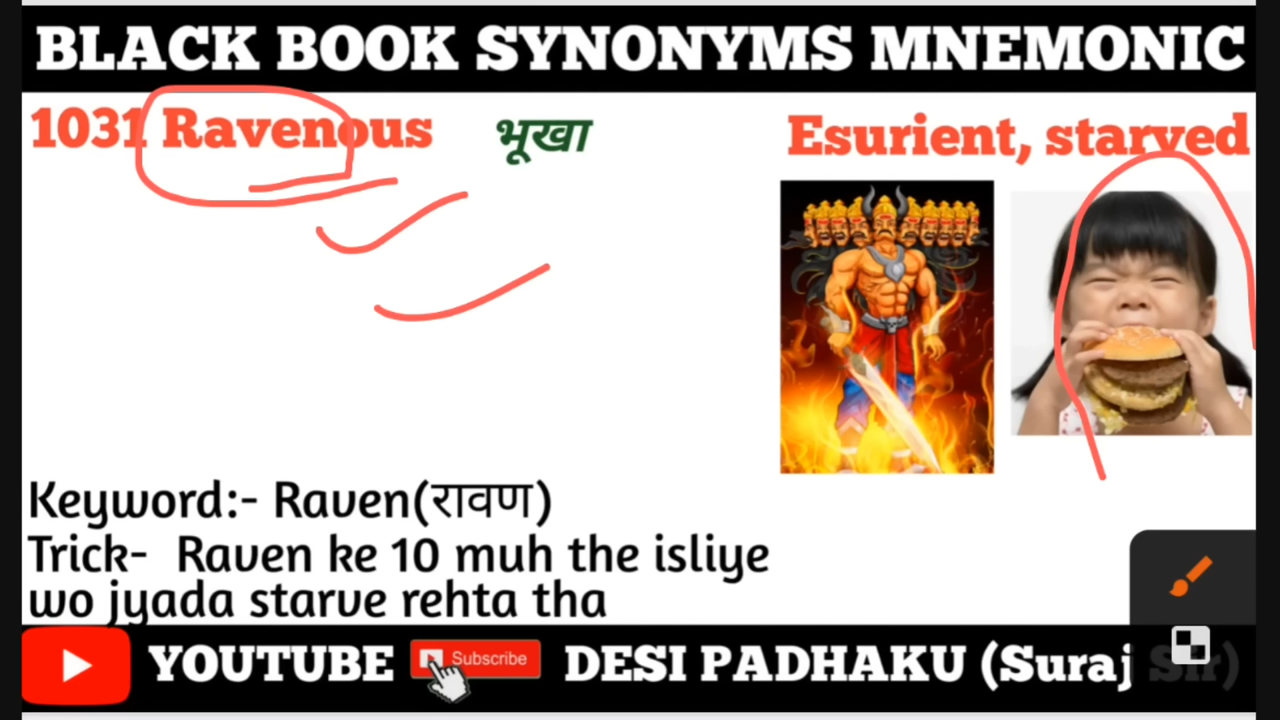 BLACK BOOK SYNONYMS MNEMONIC
1031 Ravenous भूखा Esurient, starved
Keyword:- Raven(रावण)
Trick- Raven ke 10 muh the isliye
wo jyada starve rehta tha
YOUTUBE Subscribe DESI PADHAKU (Suraj Sir)